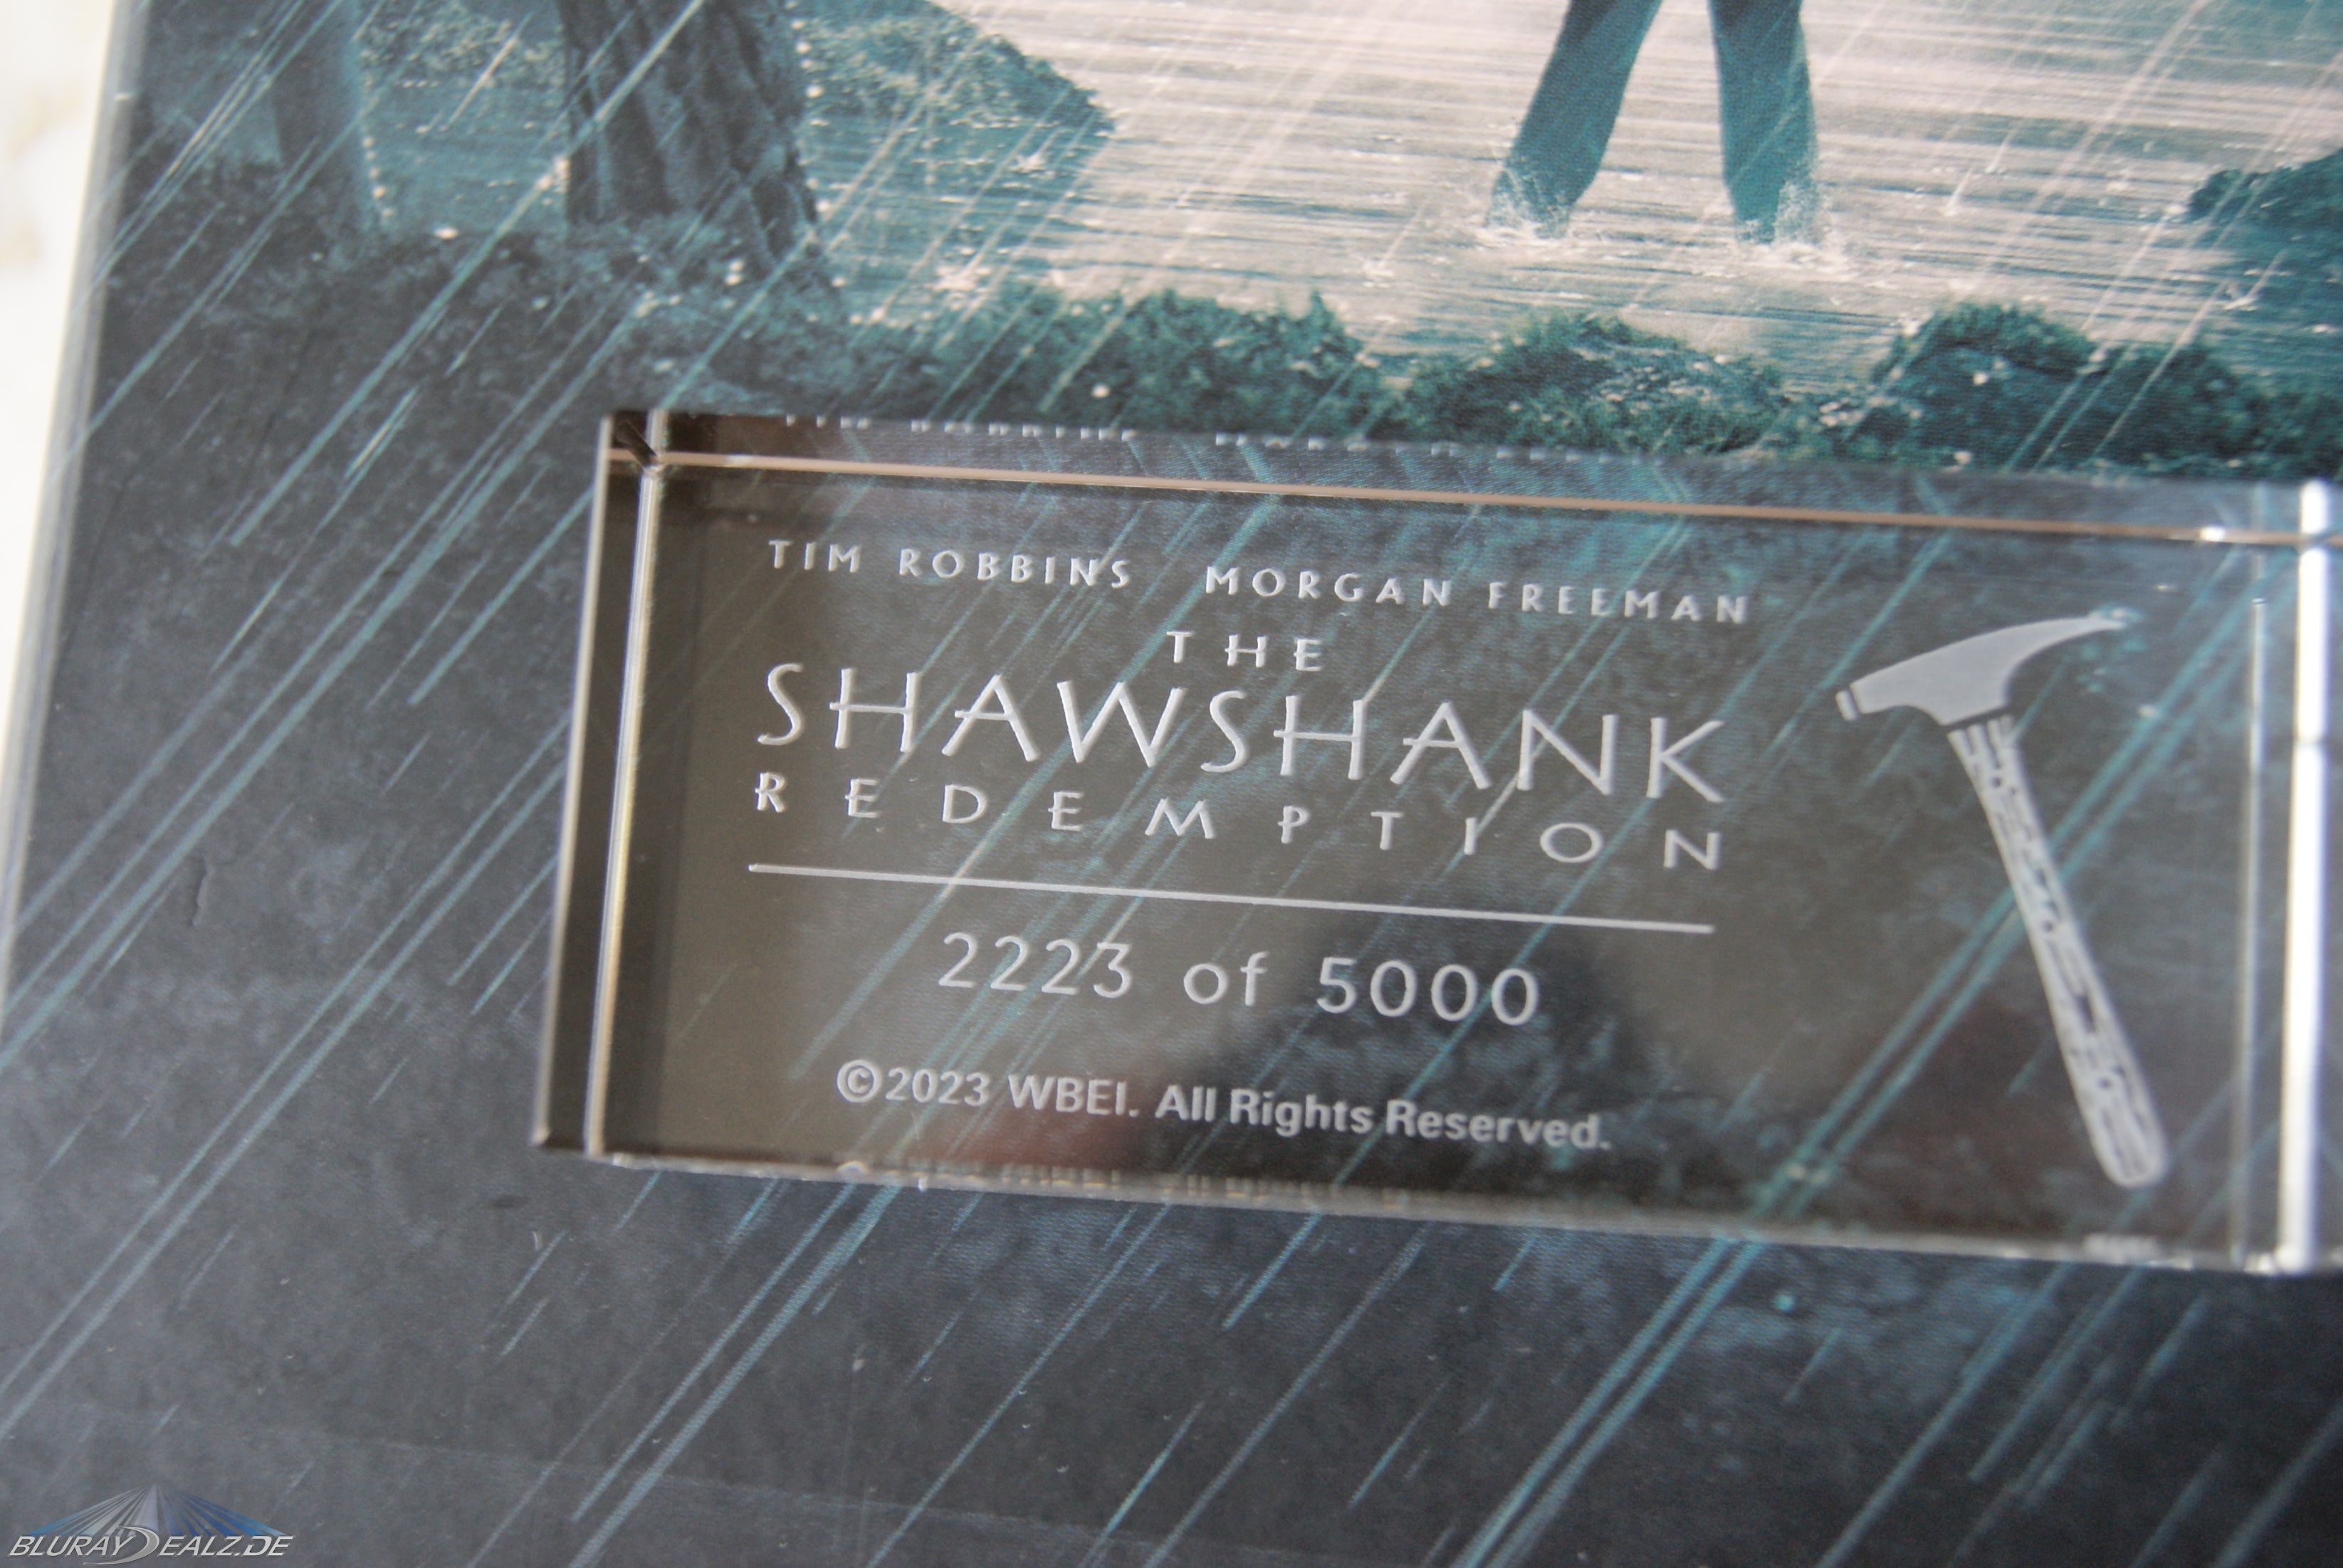 TIM ROBBINS MORGAN FREEMAN
THE
SHAWSHANK
REDEMPTION
2223 of 5000
©2023 WBEI. All Rights Reserved.
BLURAYDEALZ.DE